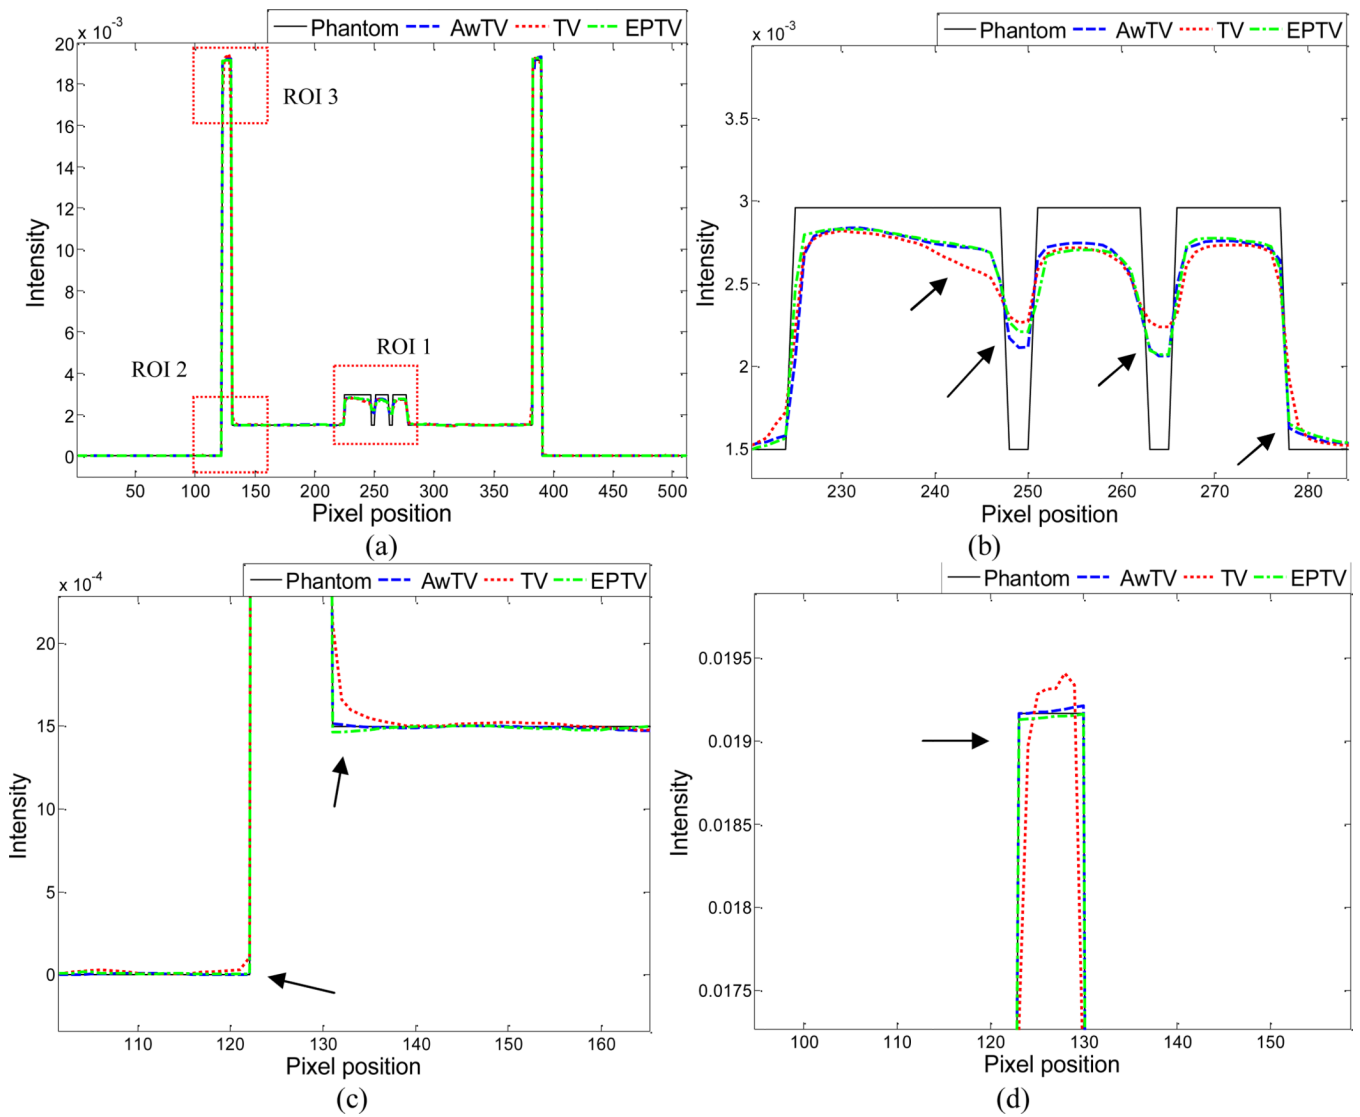 Phantom AwTV TV EPTV
x 10⁻³
20
18
16
14
12
10
8
6
4
2
0
Intensity
ROI 3
ROI 2
ROI 1
50 100 150 200 250 300 350 400 450 500
Pixel position
(a)
Phantom AwTV TV EPTV
x 10⁻³
3.5
3
2.5
2
1.5
Intensity
230 240 250 260 270 280
Pixel position
(b)
Phantom AwTV TV EPTV
x 10⁻⁴
20
15
10
5
0
Intensity
110 120 130 140 150 160
Pixel position
(c)
Phantom AwTV TV EPTV
0.0195
0.019
0.0185
0.018
0.0175
Intensity
100 110 120 130 140 150
Pixel position
(d)